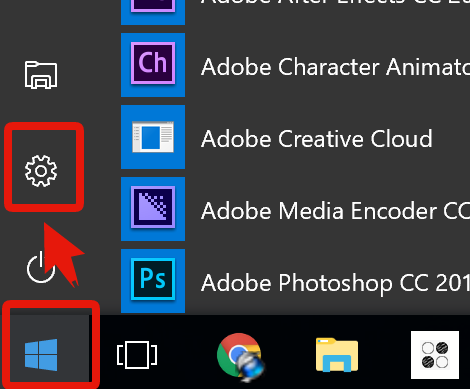 Adobe After Effects CC 20
Ch
Adobe Character Animato
Adobe Creative Cloud
Adobe Media Encoder CC
Ps
Adobe Photoshop CC 201